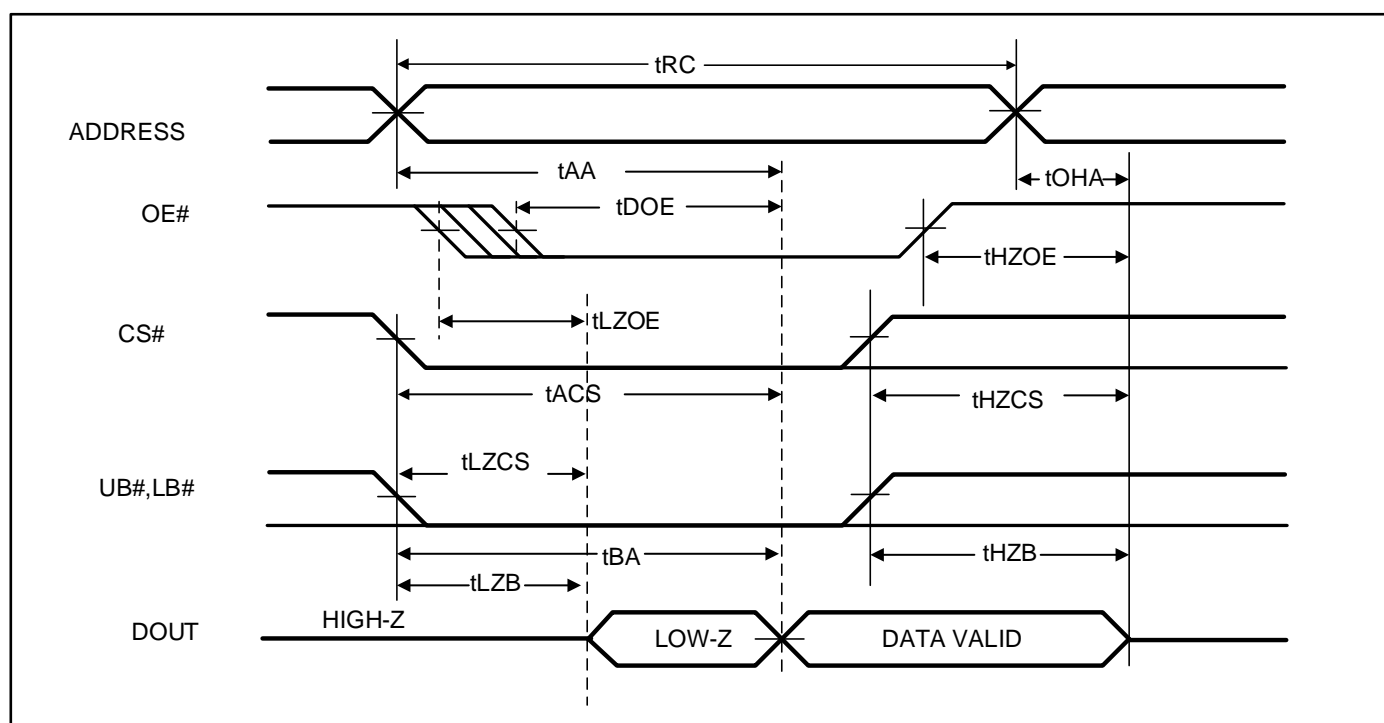 tRC
ADDRESS
tAA
tOHA
OE#
tDOE
tHZOE
tLZOE
CS#
tACS
tHZCS
tLZCS
UB#,LB#
tBA
tHZB
tLZB
HIGH-Z
DOUT
LOW-Z
DATA VALID